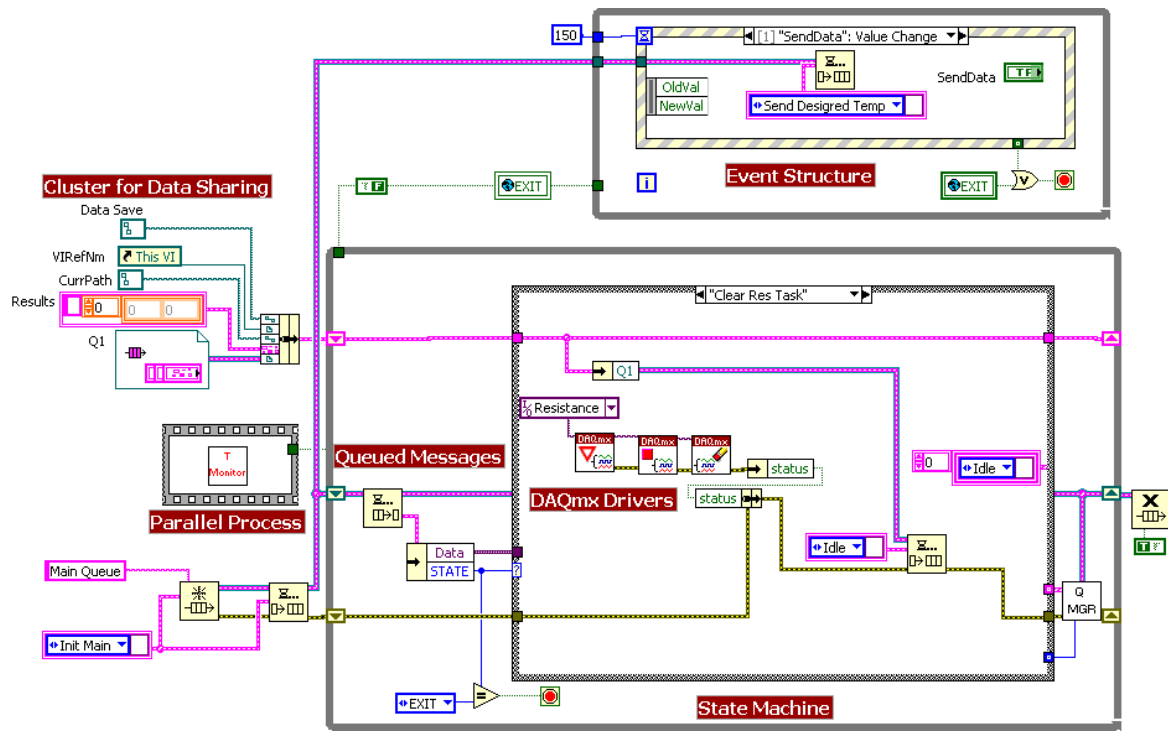 150
[1] "SendData": Value Change
OldVal
NewVal
Send Desigred Temp
SendData
TF
Event Structure
i
EXIT
V
Cluster for Data Sharing
T F
EXIT
Data Save
VIRefNm
This VI
CurrPath
Results
0
0
0
Q1
"Clear Res Task"
Q1
Resistance
DAQmx
DAQmx
DAQmx
status
status
DAQmx Drivers
T
Monitor
Parallel Process
Queued Messages
0
Idle
Idle
X
T F
Data
STATE
?
Main Queue
Init Main
Q
MGR
EXIT
=
State Machine